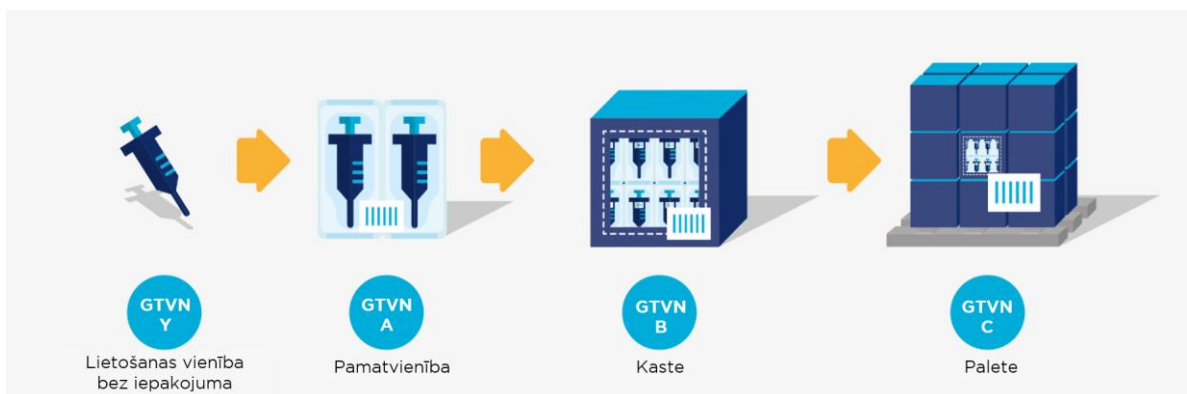 GTVN
Y
GTVN
A
GTVN
B
GTVN
C
Lietošanas vienība
bez iepakojuma
Pamatvienība
Kaste
Palete